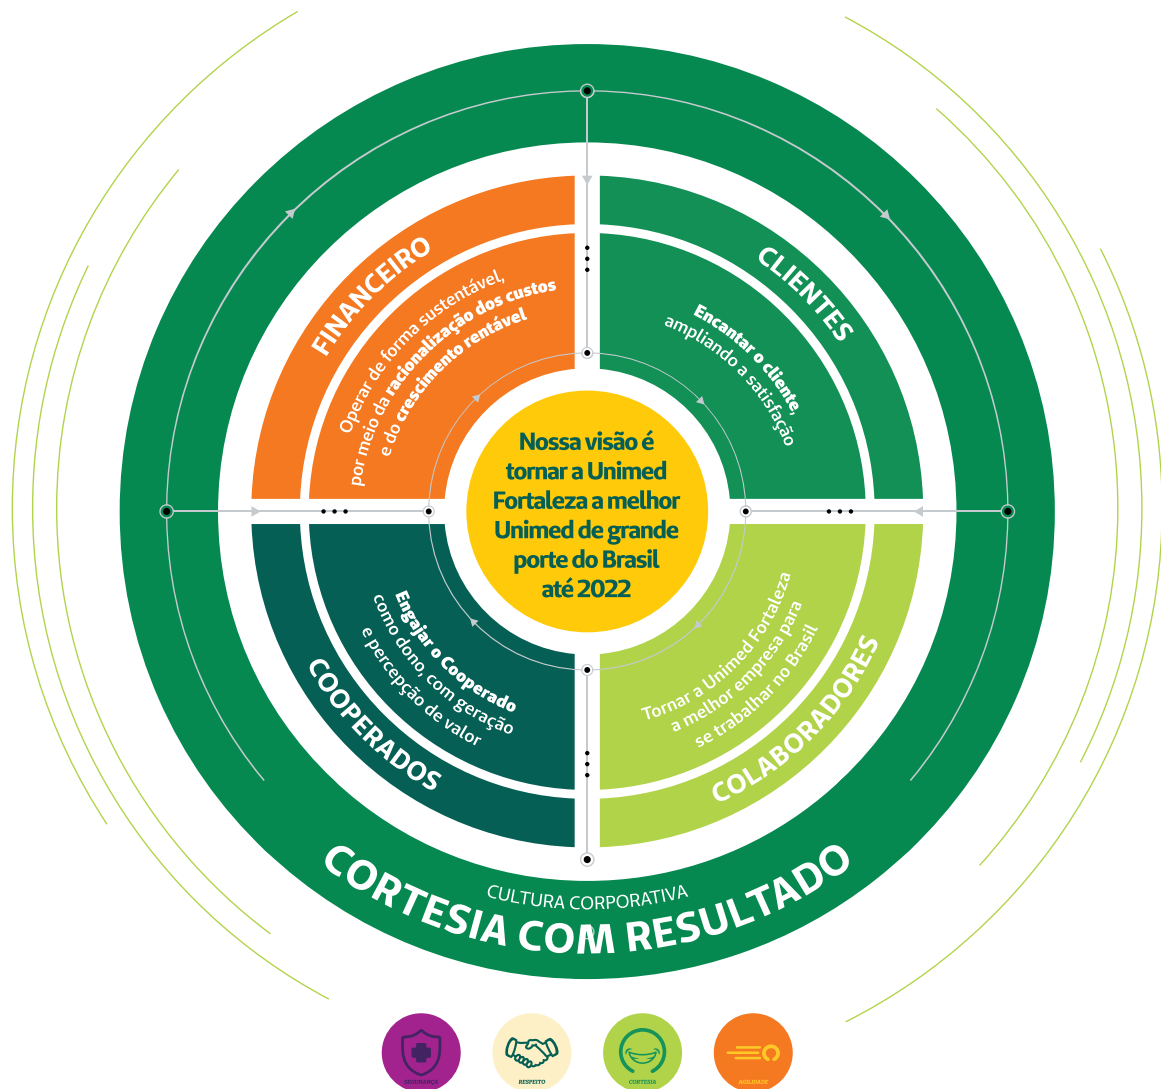 FINANCEIRO
Operar de forma sustentável,
por meio da racionalização dos custos
e do crescimento rentável
CLIENTES
Encantar o cliente,
ampliando a satisfação
Nossa visão é
tornar a Unimed
Fortaleza a melhor
Unimed de grande
porte do Brasil
até 2022
COOPERADOS
Engajar o Cooperado
como dono, com geração
e percepção de valor
COLABORADORES
Tornar a Unimed Fortaleza
a melhor empresa para
se trabalhar no Brasil
CULTURA CORPORATIVA
CORTESIA COM RESULTADO
SEGURANÇA
RESPEITO
CORTESIA
AGILIDADE